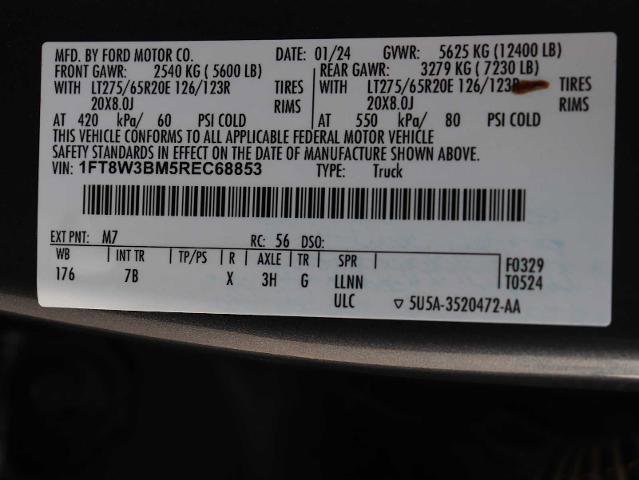 MFD. BY FORD MOTOR CO. DATE: 01/24 GVWR: 5625 KG (12400 LB)
FRONT GAWR: 2540 KG (5600 LB) REAR GAWR: 3279 KG (7230 LB)
WITH LT275/65R20E 126/123R TIRES WITH LT275/65R20E 126/123R TIRES
20X8.0J RIMS 20X8.0J RIMS
AT 420 kPa/ 60 PSI COLD AT 550 kPa/ 80 PSI COLD
THIS VEHICLE CONFORMS TO ALL APPLICABLE FEDERAL MOTOR VEHICLE
SAFETY STANDARDS IN EFFECT ON THE DATE OF MANUFACTURE SHOWN ABOVE.
VIN: 1FT8W3BM5REC68853 TYPE: Truck
EXT PNT: M7 RC: 56 DSO:
WB INT TR TP/PS R AXLE TR SPR F0329
176 7B X 3H G LLNN T0524
ULC ▽ 5U5A-3520472-AA